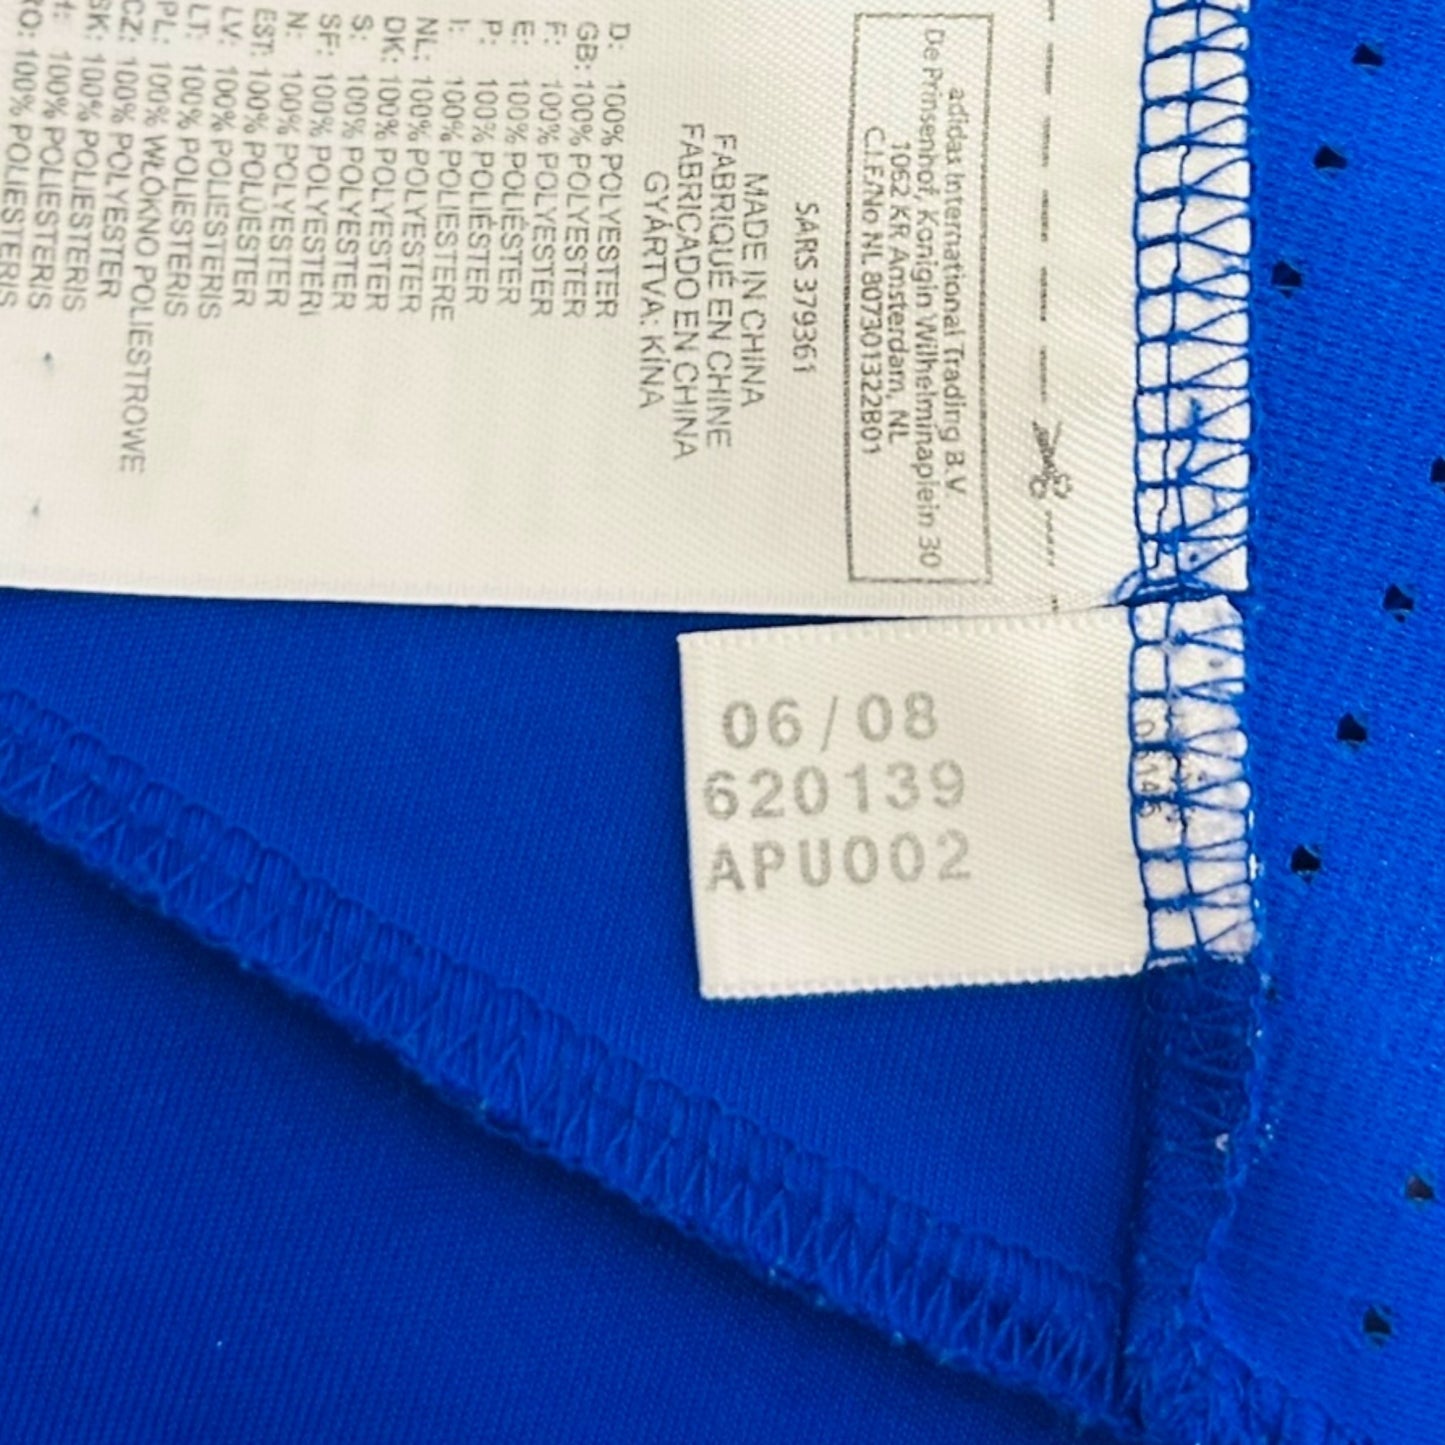 adidas International Trading B.V.
De Prinsenhof, Konigin Wilhelminaplein 30
1062 KR Amsterdam, NL
C.I.F/No NL 807301322B01
SARS 379361
MADE IN CHINA
FABRIQUÉ EN CHINE
FABRICADO EN CHINA
GYÁRTVA: KÍNA
D: 100% POLYESTER
GB: 100% POLYESTER
F: 100% POLYESTER
E: 100% POLIÉSTER
P: 100% POLIÉSTER
I: 100% POLIESTERE
NL: 100% POLYESTER
DK: 100% POLYESTER
S: 100% POLYESTER
SF: 100% POLYESTERI
N: 100% POLYESTER
EST: 100% POLÜESTER
LV: 100% POLIESTERIS
LT: 100% POLIESTERIS
PL: 100% WŁÓKNO POLIESTROWE
CZ: 100% POLYESTER
SK: 100% POLIESTERIS
100% POLIESTERIS
RO: 100% POLIESTERIS
06/08
620139
APU002